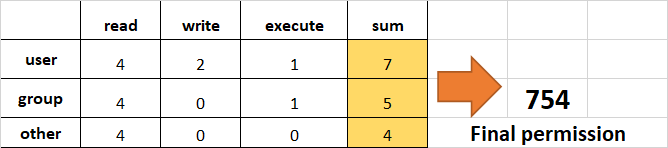 read write execute sum
user 4 2 1 7
group 4 0 1 5 754
other 4 0 0 4 Final permission